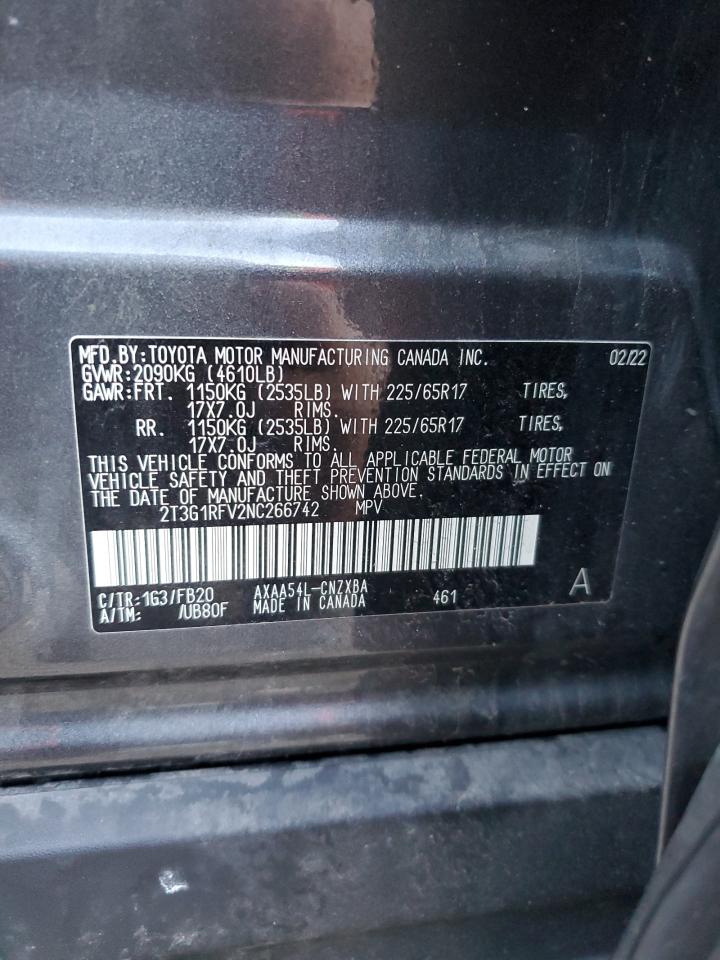 MFD.BY:TOYOTA MOTOR MANUFACTURING CANADA INC. 02/22
GVWR:2090KG (4610LB)
GAWR:FRT. 1150KG (2535LB) WITH 225/65R17 TIRES,
17X7.0J RIMS.
RR. 1150KG (2535LB) WITH 225/65R17 TIRES,
17X7.0J RIMS.
THIS VEHICLE CONFORMS TO ALL APPLICABLE FEDERAL MOTOR
VEHICLE SAFETY AND THEFT PREVENTION STANDARDS IN EFFECT ON
THE DATE OF MANUFACTURE SHOWN ABOVE.
2T3G1RFV2NC266742 MPV
C/TR:1G3/FB20 AXAA54L-CNZXBA 461 A
A/TM: /UB80F MADE IN CANADA